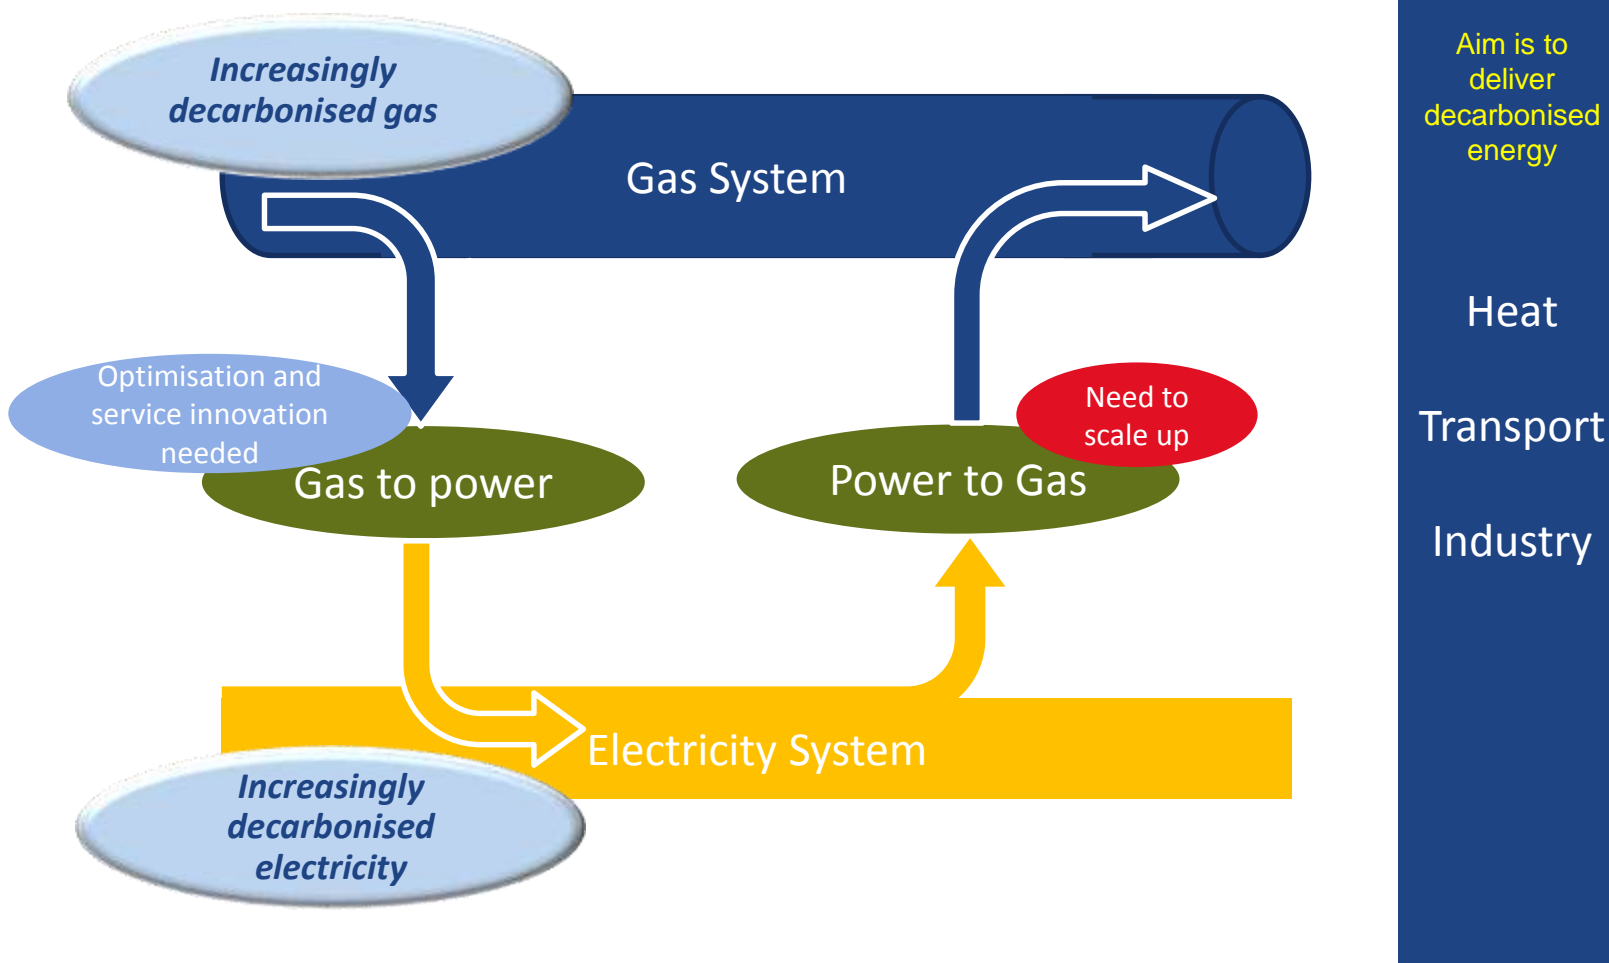 Increasingly
decarbonised gas
Gas System
Optimisation and
service innovation
needed
Gas to power
Need to
scale up
Power to Gas
Electricity System
Increasingly
decarbonised
electricity
Aim is to
deliver
decarbonised
energy
Heat
Transport
Industry